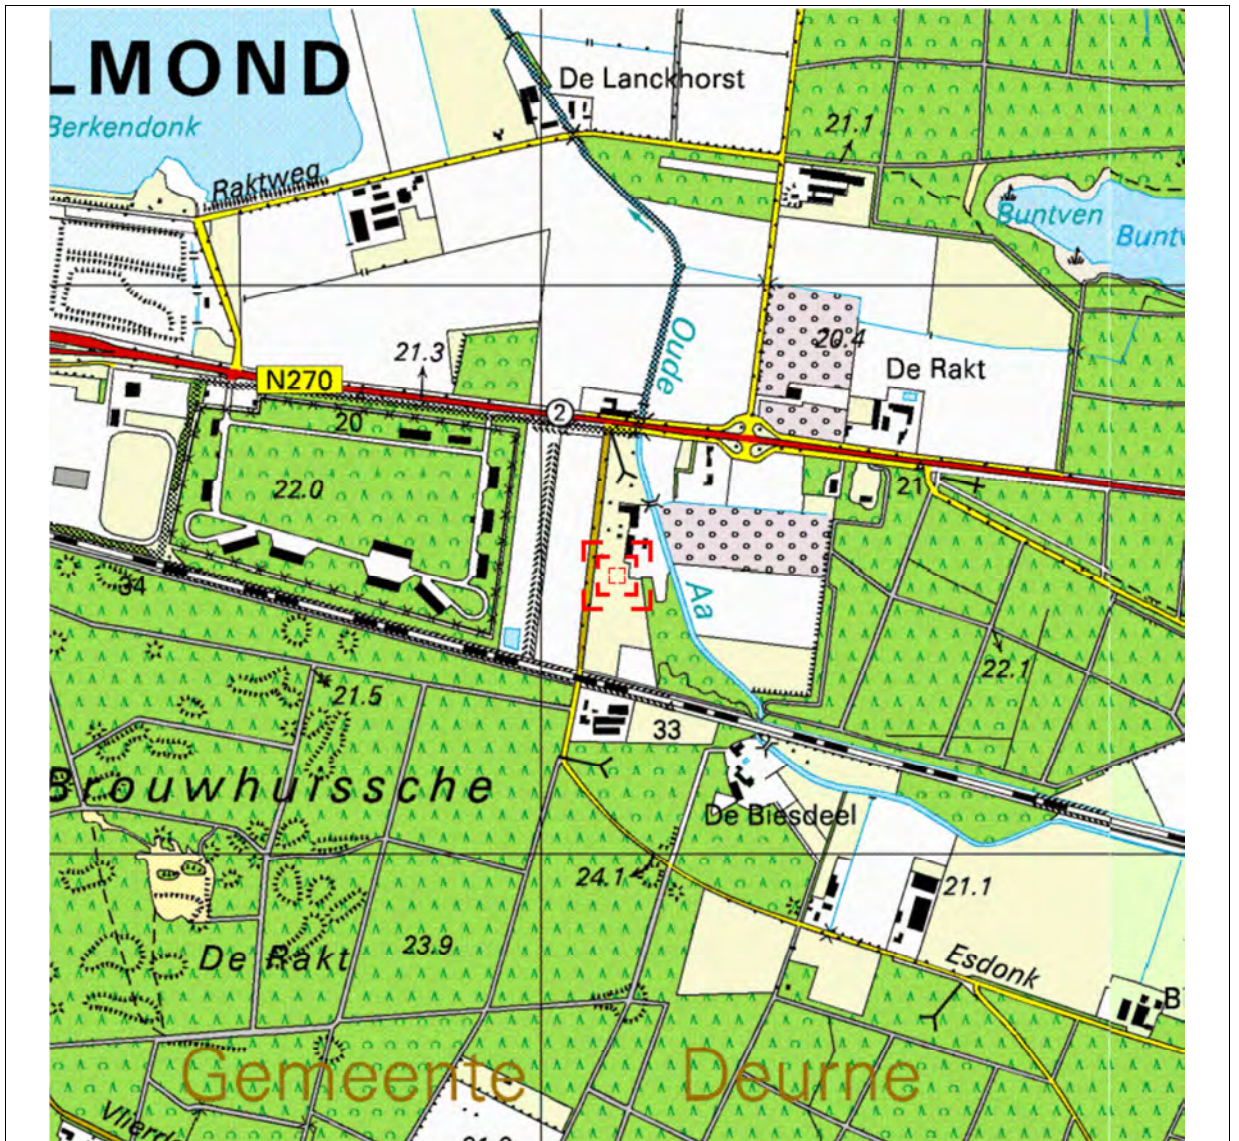 LMOND
De Lanckhorst
Berkendonk
21.1
Raktweg
Buntven
Oude
21.3
20.4
De Rakt
N270
2
20
22.0
21
34
Aa
22.1
21.5
33
Brouwhuissche
De Biesdeel
24.1
21.1
23.9
De Rakt
Esdonk
B
Gemeente Deurne